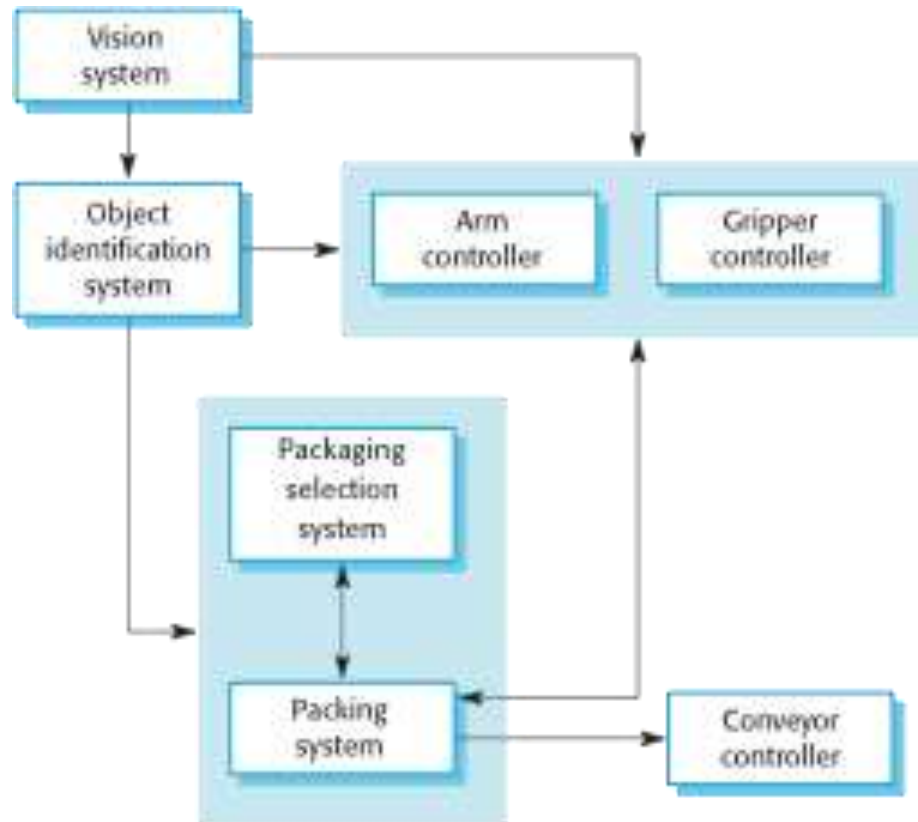 Vision
system
Object
identification
system
Arm
controller
Gripper
controller
Packaging
selection
system
Packing
system
Conveyor
controller